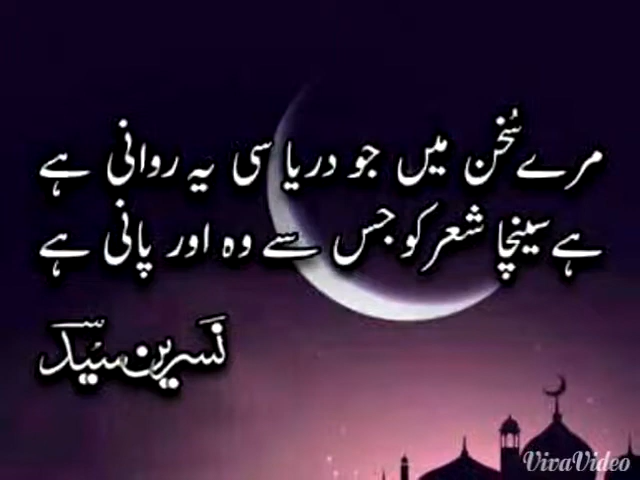 مرے سُخن میں جو دریا سی یہ روانی ہے
ہے سینچا شعر کو جس سے وہ اور پانی ہے
نسرین سیّد
VivaVideo